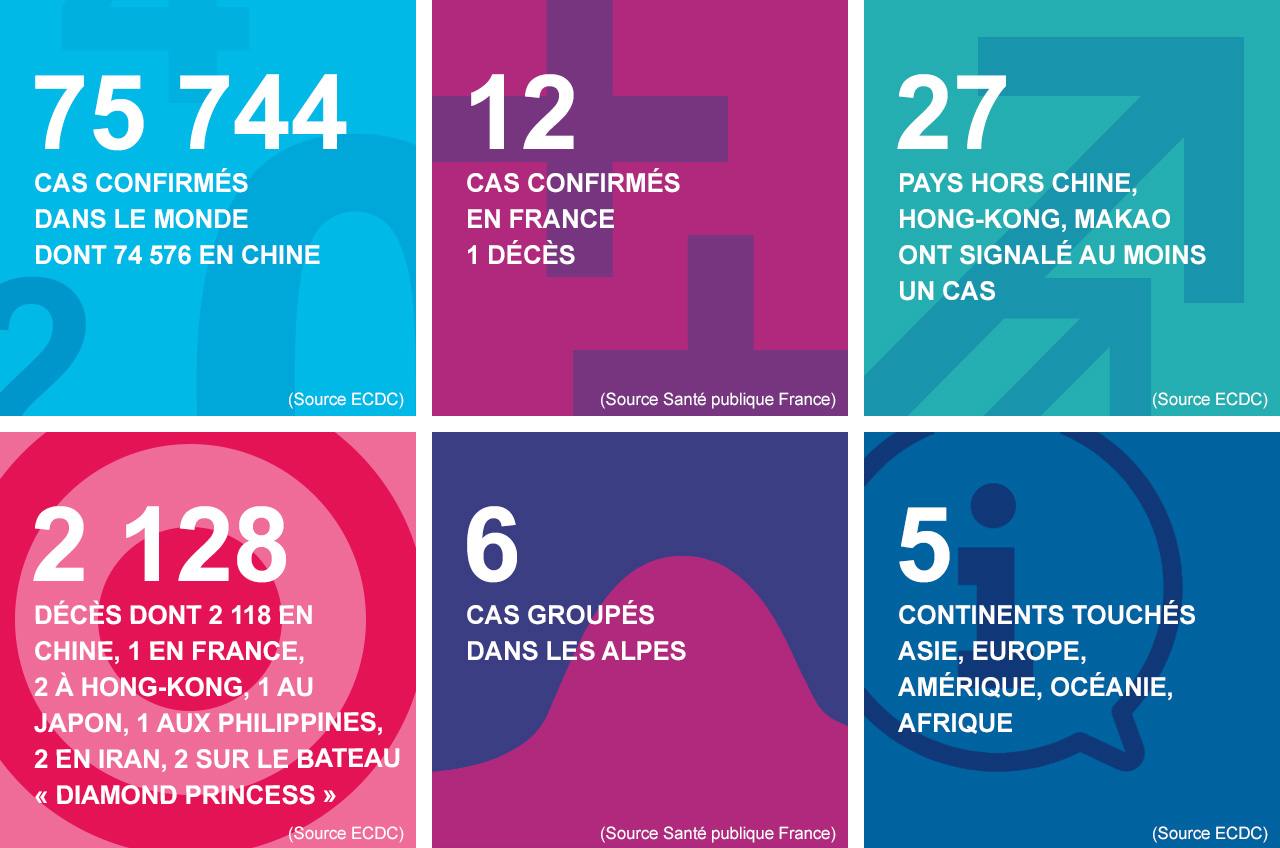 75 744
CAS CONFIRMÉS
DANS LE MONDE
DONT 74 576 EN CHINE
(Source ECDC)
12
CAS CONFIRMÉS
EN FRANCE
1 DÉCÈS
(Source Santé publique France)
27
PAYS HORS CHINE,
HONG-KONG, MAKAO
ONT SIGNALÉ AU MOINS
UN CAS
(Source ECDC)
2 128
DÉCÈS DONT 2 118 EN
CHINE, 1 EN FRANCE,
2 À HONG-KONG, 1 AU
JAPON, 1 AUX PHILIPPINES,
2 EN IRAN, 2 SUR LE BATEAU
« DIAMOND PRINCESS »
(Source ECDC)
6
CAS GROUPÉS
DANS LES ALPES
(Source Santé publique France)
5
CONTINENTS TOUCHÉS
ASIE, EUROPE,
AMÉRIQUE, OCÉANIE,
AFRIQUE
(Source ECDC)